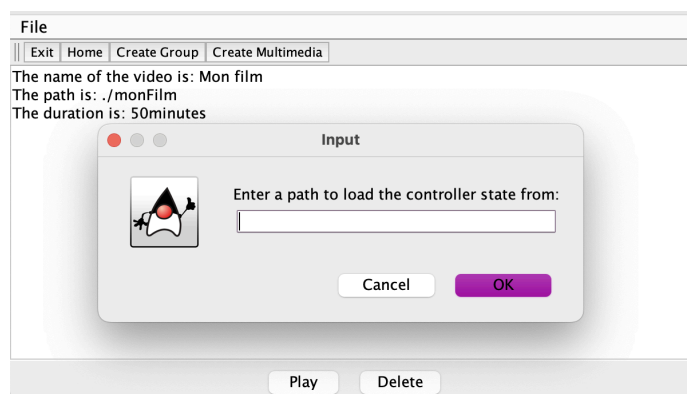 File
Exit Home Create Group Create Multimedia
The name of the video is: Mon film
The path is: ./monFilm
The duration is: 50minutes
Input
Enter a path to load the controller state from:
Cancel OK
Play Delete